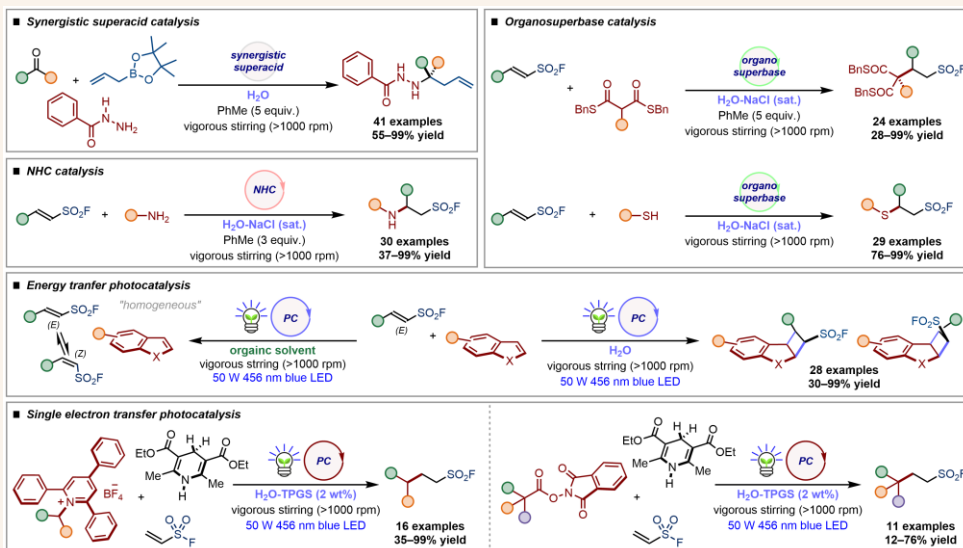 ■ Synergistic superacid catalysis
O
+
O
B
O
O
N
H
NH2
synergistic
superacid
H2O
PhMe (5 equiv.)
vigorous stirring (>1000 rpm)
O
H
N
N
H
41 examples
55–99% yield
■ Organosuperbase catalysis
SO2F
+
O
O
BnS
SBn
organo
superbase
H2O-NaCl (sat.)
PhMe (5 equiv.)
vigorous stirring (>1000 rpm)
BnSOC
BnSOC
SO2F
24 examples
28–99% yield
SO2F
+
SH
organo
superbase
H2O-NaCl (sat.)
vigorous stirring (>1000 rpm)
S
SO2F
29 examples
76–99% yield
■ NHC catalysis
SO2F
+
NH2
NHC
H2O-NaCl (sat.)
PhMe (3 equiv.)
vigorous stirring (>1000 rpm)
N
H
SO2F
30 examples
37–99% yield
■ Energy tranfer photocatalysis
SO2F
(E)
(Z)
SO2F
"homogeneous"
X
PC
orgainc solvent
vigorous strring (>1000 rpm)
50 W 456 nm blue LED
SO2F
(E)
+
X
PC
H2O
vigorous strring (>1000 rpm)
50 W 456 nm blue LED
SO2F
X
FO2S
X
28 examples
30–99% yield
■ Single electron transfer photocatalysis
N
+
BF4
–
+
H
H
O
O
EtO
OEt
Me
N
H
Me
O
O
S
F
PC
H2O-TPGS (2 wt%)
vigorous stirring (>1000 rpm)
50 W 456 nm blue LED
SO2F
16 examples
35–99% yield
O
O
N
O
O
+
H
H
O
O
EtO
OEt
Me
N
H
Me
O
O
S
F
PC
H2O-TPGS (2 wt%)
vigorous stirring (>1000 rpm)
50 W 456 nm blue LED
SO2F
11 examples
12–76% yield